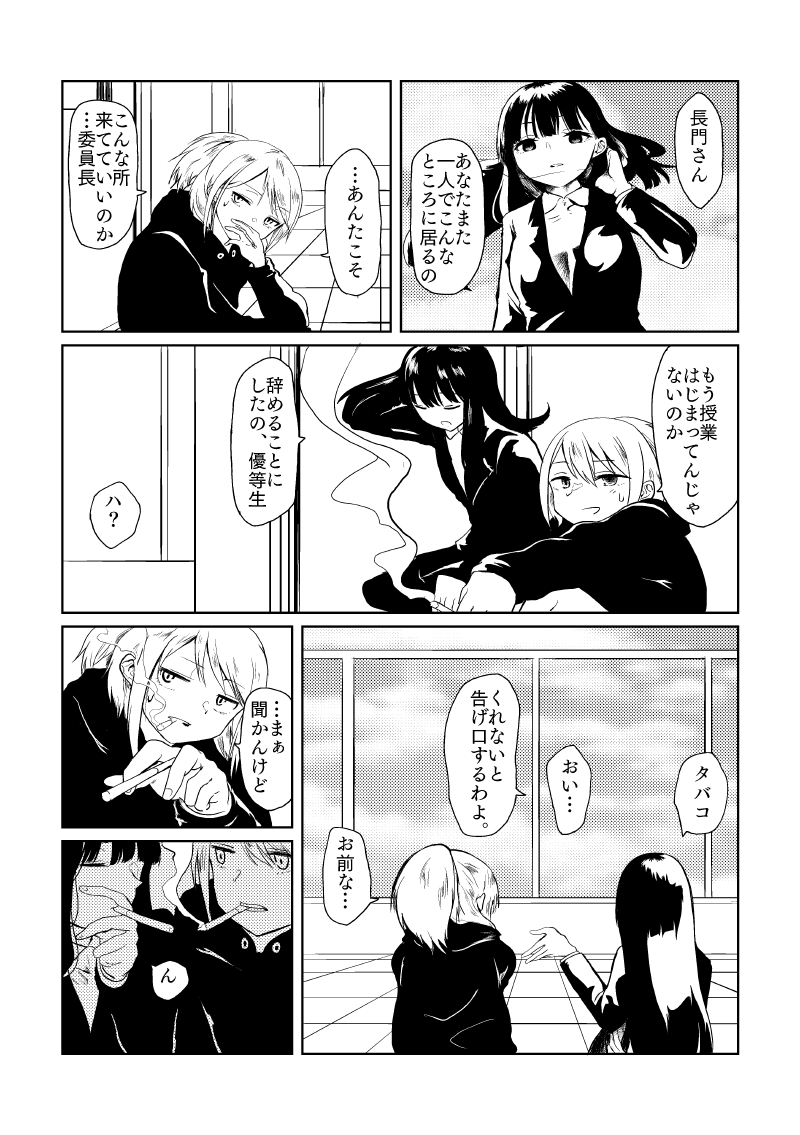 長門さん
あなたまた
一人でこんな
ところに居るの
…あんたこそ
こんな所
来てていいのか
…委員長
もう授業
はじまってんじゃ
ないのか
辞めることに
したの、優等生
ハ?
タバコ
おい…
くれないと
告げ口するわよ。
お前な…
…まぁ
聞かんけど
ん